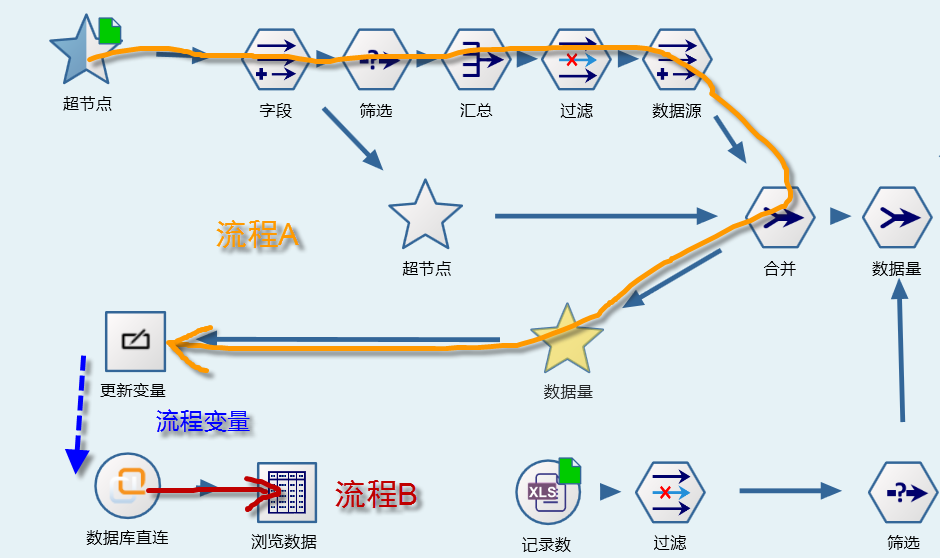 超节点
字段
筛选
汇总
过滤
数据源
流程A
超节点
合并
数据量
更新变量
数据量
流程变量
流程B
XLS
数据库直连
浏览数据
记录数
过滤
筛选